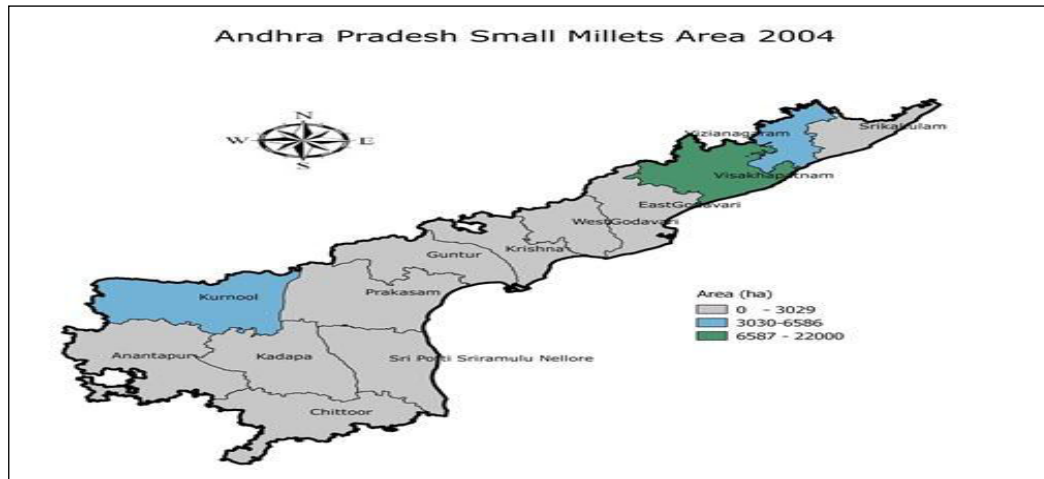 Andhra Pradesh Small Millets Area 2004
N
W E
S
Srikakulam
Vizianagaram
Visakhapatnam
EastGodavari
WestGodavari
Krishna
Guntur
Prakasam
Kurnool
Area (ha)
0 - 3029
3030-6586
6587 - 22000
Anantapur
Kadapa
Sri Potti Sriramulu Nellore
Chittoor